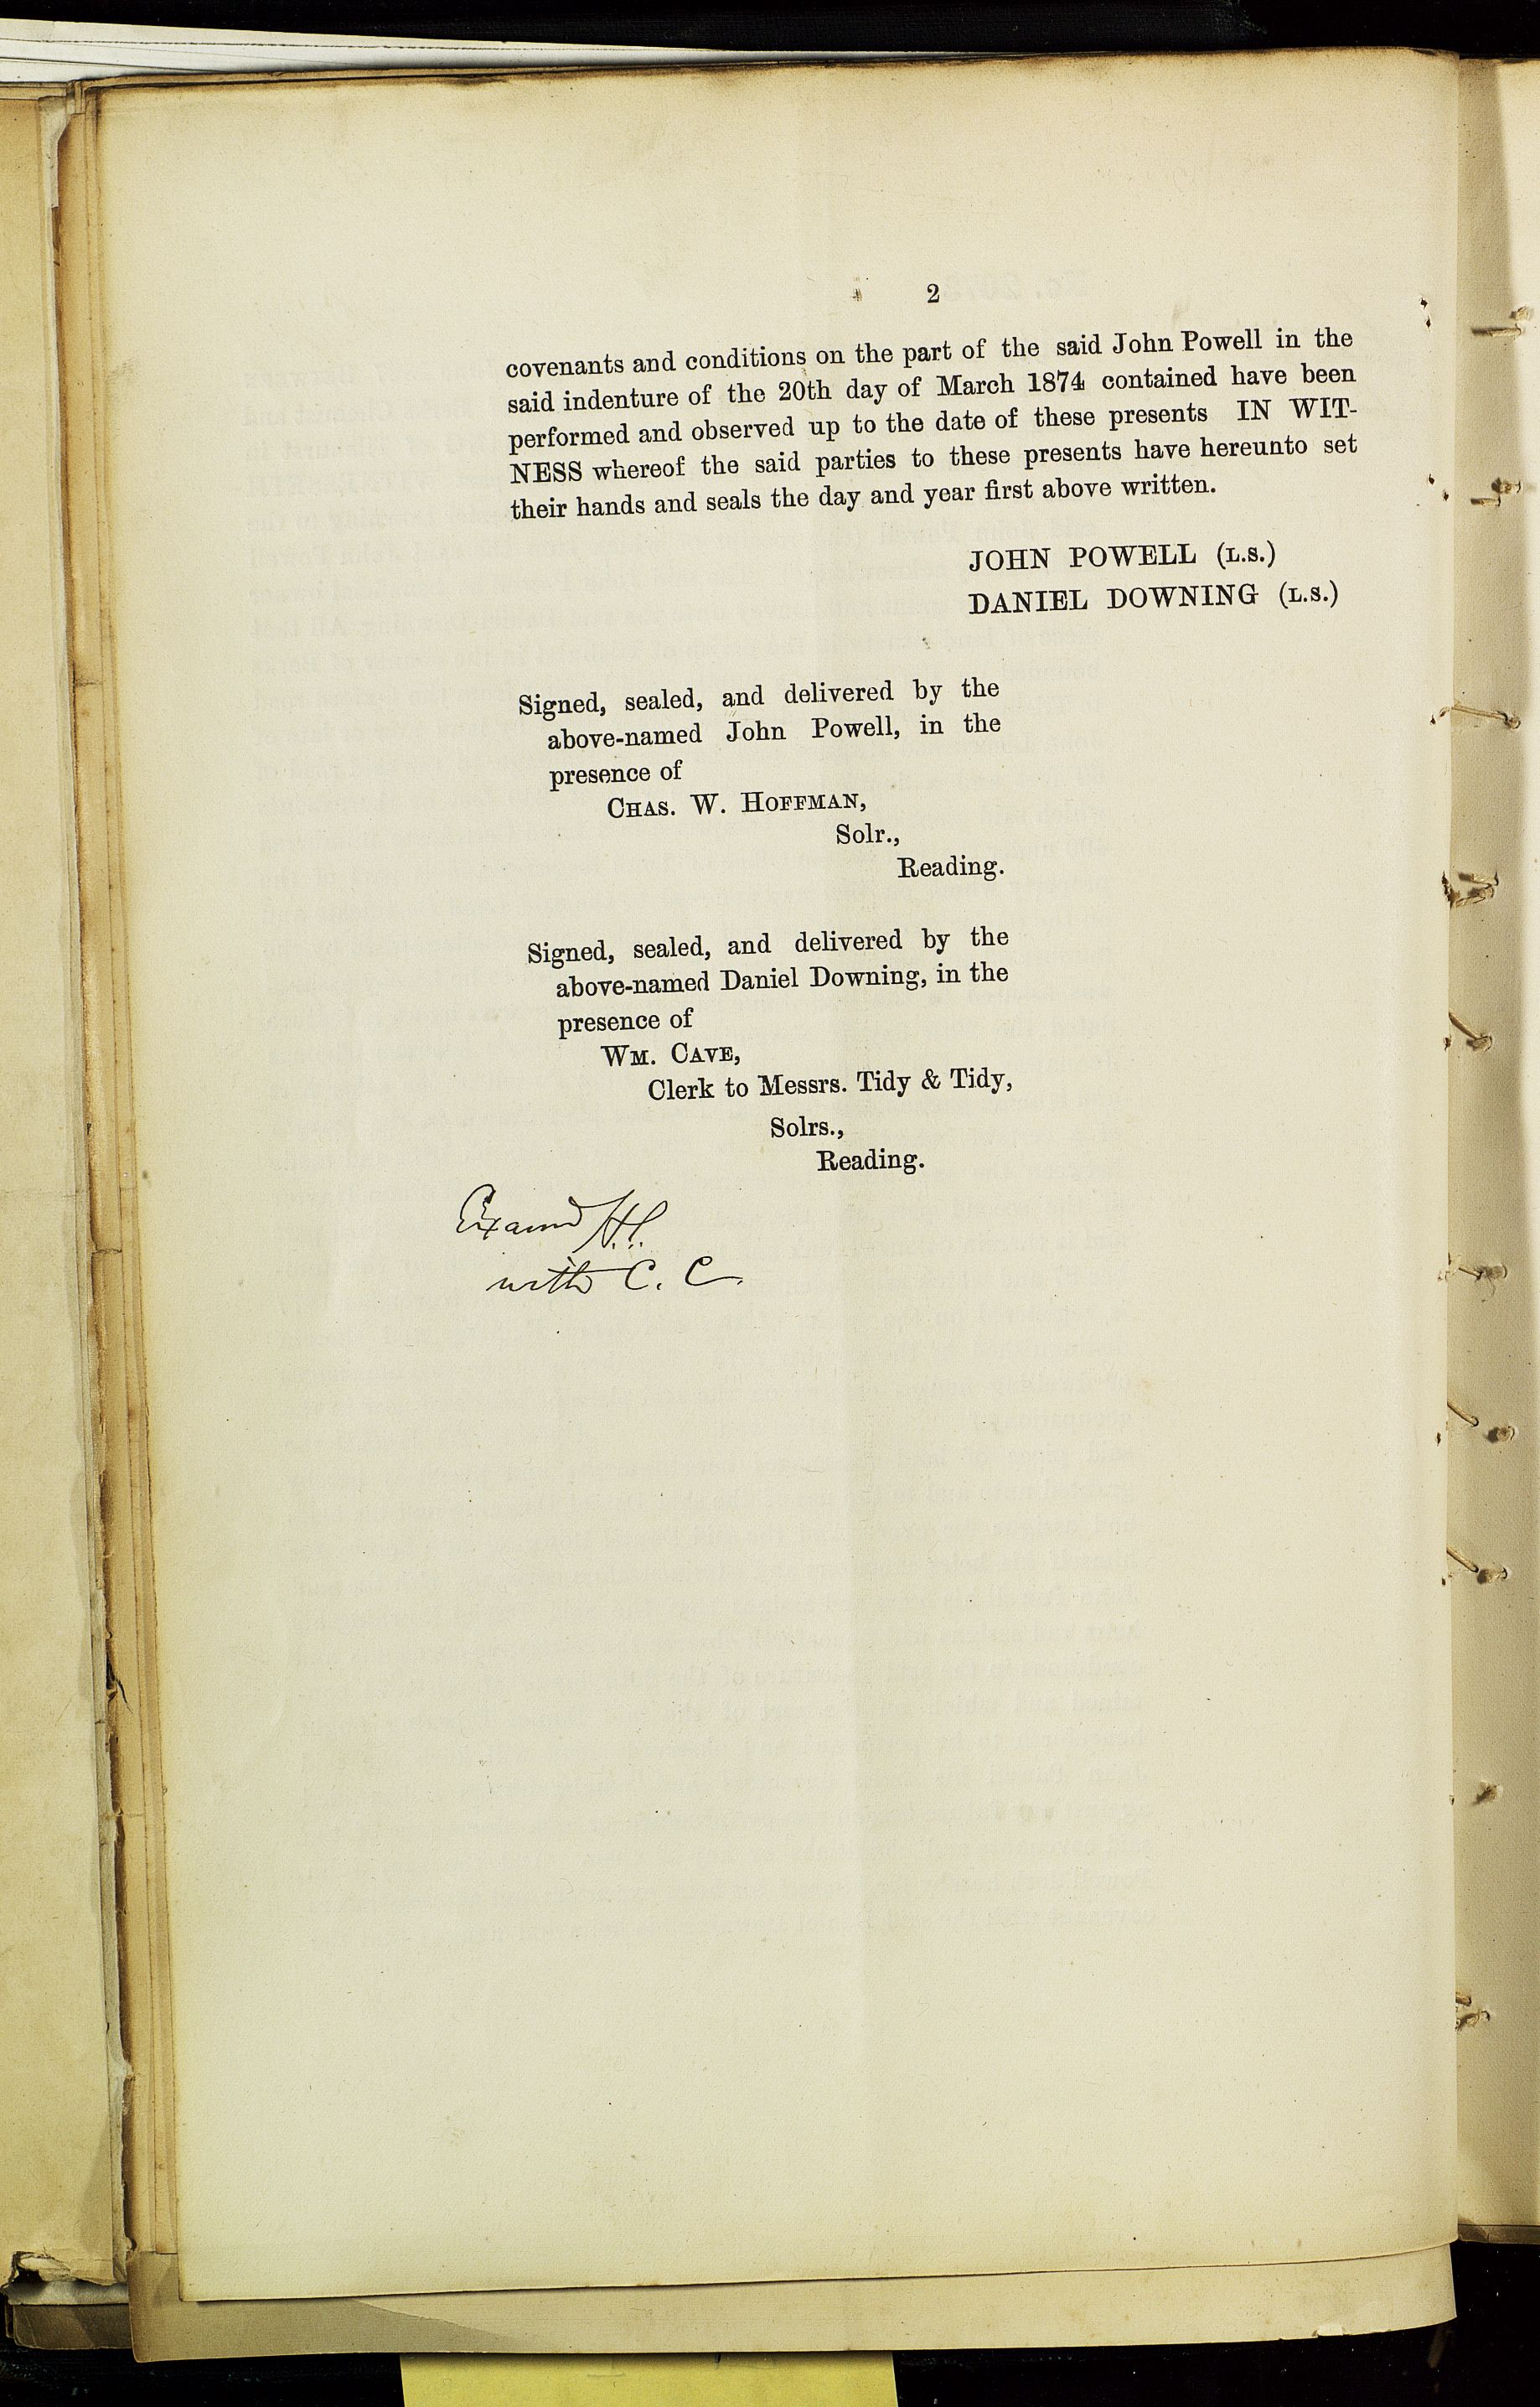 2
covenants and conditions on the part of the said John Powell in the
said indenture of the 20th day of March 1874 contained have been
performed and observed up to the date of these presents IN WIT-
NESS whereof the said parties to these presents have hereunto set
their hands and seals the day and year first above written.
JOHN POWELL (L.S.)
DANIEL DOWNING (L.S.)
Signed, sealed, and delivered by the
above-named John Powell, in the
presence of
CHAS. W. HOFFMAN,
Solr.,
Reading.
Signed, sealed, and delivered by the
above-named Daniel Downing, in the
presence of
WM. CAVE,
Clerk to Messrs. Tidy & Tidy,
Solrs.,
Reading.
Examd
with C. C.